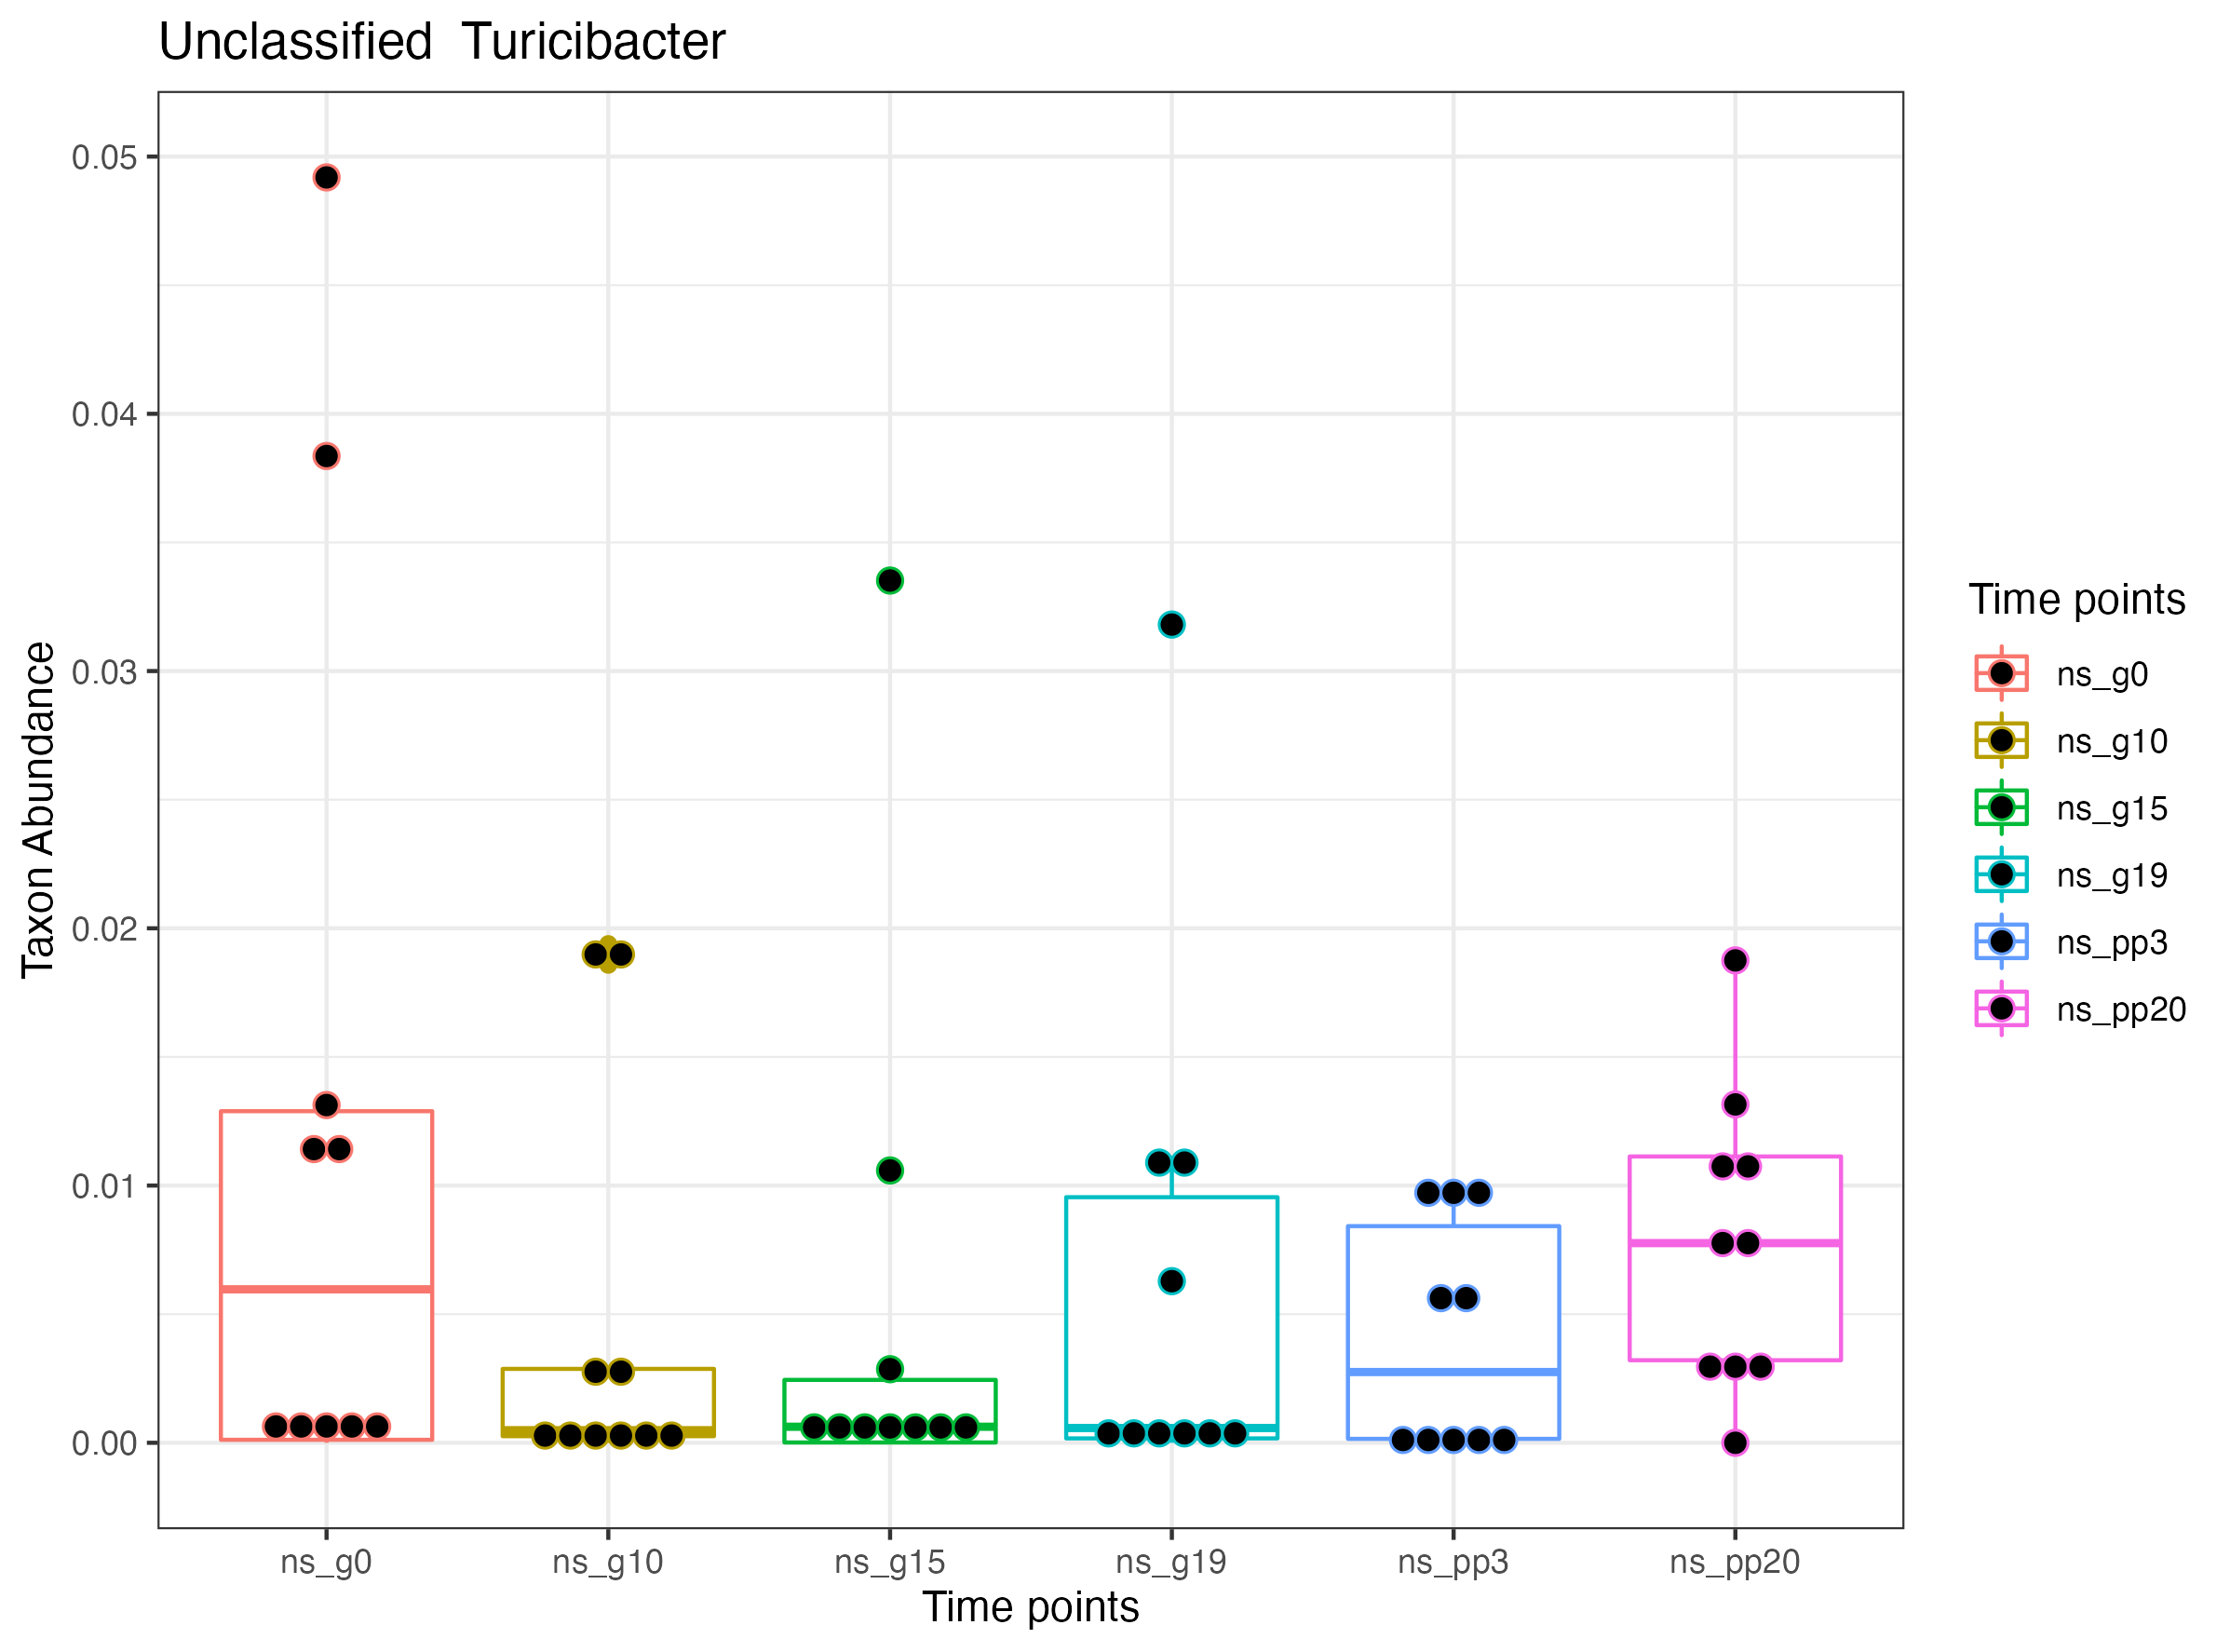 Unclassified  Turicibacter
Taxon Abundance
0.05
0.04
0.03
0.02
0.01
0.00
ns_g0
ns_g10
ns_g15
ns_g19
ns_pp3
ns_pp20
Time points
Time points
ns_g0
ns_g10
ns_g15
ns_g19
ns_pp3
ns_pp20